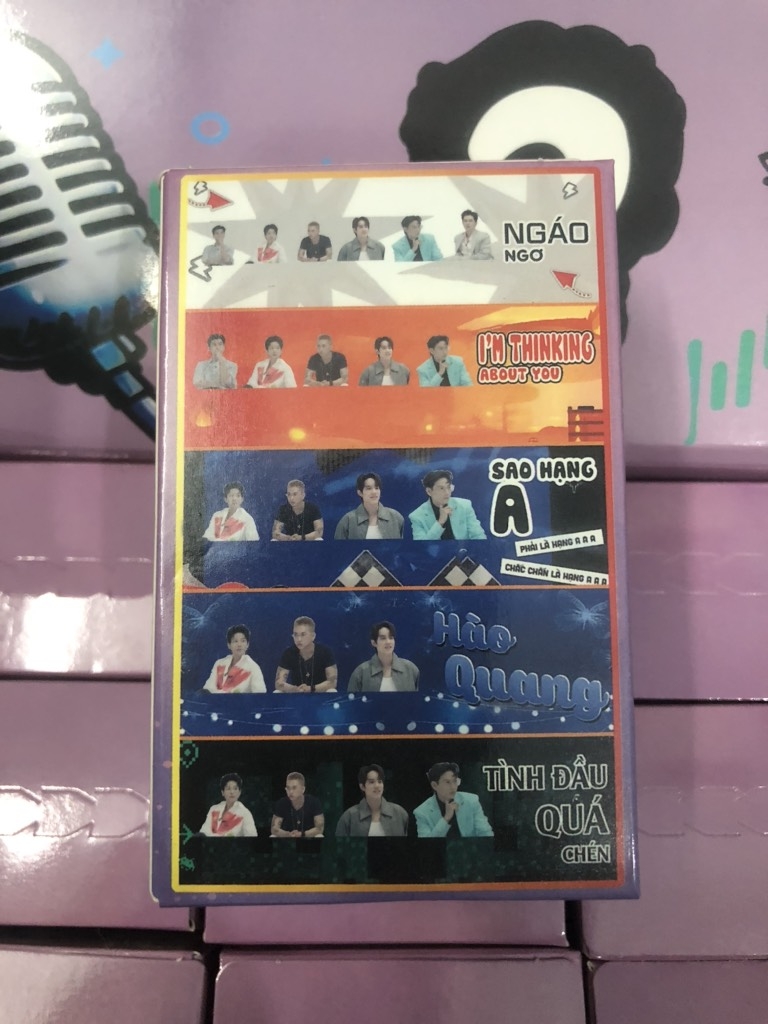 NGÁO
NGƠ
I'M THINKING
ABOUT YOU
SAO HẠNG
A
PHẢI LÀ HẠNG A A A
CHẮC CHẮN LÀ HẠNG A A A
Hào
Quang
TÌNH ĐẦU
QUÁ
CHÉN